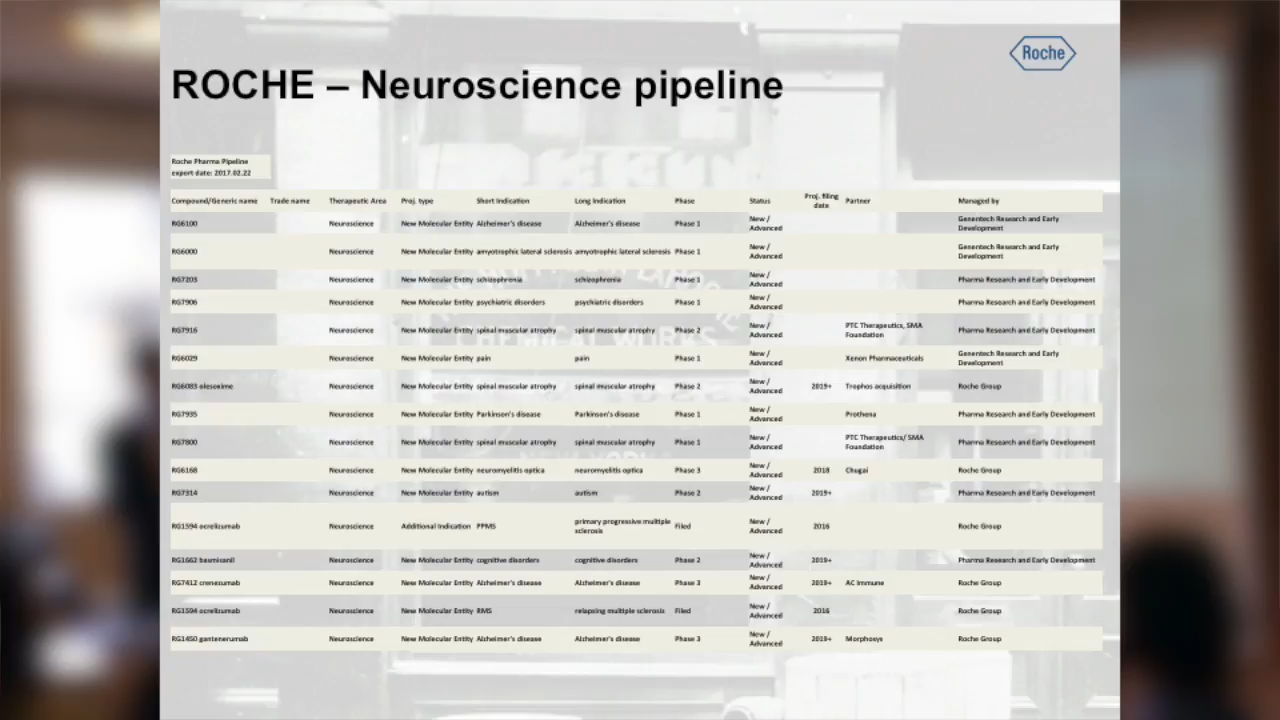 Roche
ROCHE – Neuroscience pipeline
Roche Pharma Pipeline
export date: 2017.02.22
Compound/Generic name Trade name Therapeutic Area Proj. type Short Indication Long Indication Phase Status Proj. filing date Partner Managed by
RG6100 Neuroscience New Molecular Entity Alzheimer's disease Alzheimer's disease Phase 1 New / Advanced Genentech Research and Early Development
RG6000 Neuroscience New Molecular Entity amyotrophic lateral sclerosis amyotrophic lateral sclerosis Phase 1 New / Advanced Genentech Research and Early Development
RG7203 Neuroscience New Molecular Entity schizophrenia schizophrenia Phase 1 New / Advanced Pharma Research and Early Development
RG7906 Neuroscience New Molecular Entity psychiatric disorders psychiatric disorders Phase 1 New / Advanced Pharma Research and Early Development
RG7916 Neuroscience New Molecular Entity spinal muscular atrophy spinal muscular atrophy Phase 2 New / Advanced PTC Therapeutics, SMA Foundation Pharma Research and Early Development
RG6029 Neuroscience New Molecular Entity pain pain Phase 1 New / Advanced Xenon Pharmaceuticals Genentech Research and Early Development
RG6083 olesoxime Neuroscience New Molecular Entity spinal muscular atrophy spinal muscular atrophy Phase 2 New / Advanced 2019+ Trophos acquisition Roche Group
RG7935 Neuroscience New Molecular Entity Parkinson's disease Parkinson's disease Phase 1 New / Advanced Prothena Pharma Research and Early Development
RG7800 Neuroscience New Molecular Entity spinal muscular atrophy spinal muscular atrophy Phase 1 New / Advanced PTC Therapeutics/ SMA Foundation Pharma Research and Early Development
RG6168 Neuroscience New Molecular Entity neuromyelitis optica neuromyelitis optica Phase 3 New / Advanced 2018 Chugai Roche Group
RG7314 Neuroscience New Molecular Entity autism autism Phase 2 New / Advanced 2019+ Pharma Research and Early Development
RG1594 ocrelizumab Neuroscience Additional Indication PPMS primary progressive multiple sclerosis Filed New / Advanced 2016 Roche Group
RG1662 basmisanil Neuroscience New Molecular Entity cognitive disorders cognitive disorders Phase 2 New / Advanced 2019+ Pharma Research and Early Development
RG7412 crenezumab Neuroscience New Molecular Entity Alzheimer's disease Alzheimer's disease Phase 3 New / Advanced 2019+ AC Immune Roche Group
RG1594 ocrelizumab Neuroscience New Molecular Entity RMS relapsing multiple sclerosis Filed New / Advanced 2016 Roche Group
RG1450 gantenerumab Neuroscience New Molecular Entity Alzheimer's disease Alzheimer's disease Phase 3 New / Advanced 2019+ Morphosys Roche Group